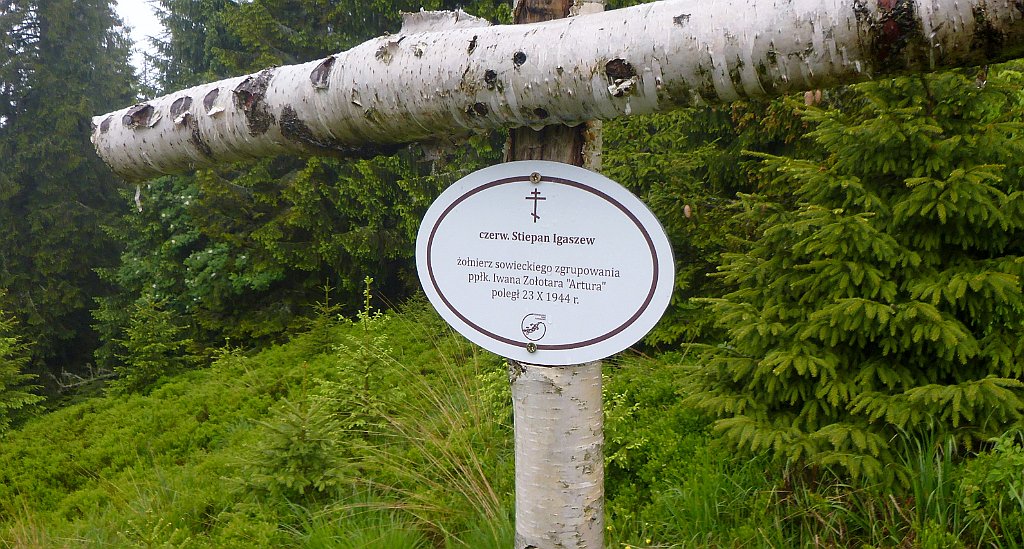 czerw. Stiepan Igaszew
żołnierz sowieckiego zgrupowania
ppłk. Iwana Zołotara "Artura"
poległ 23 X 1944 r.